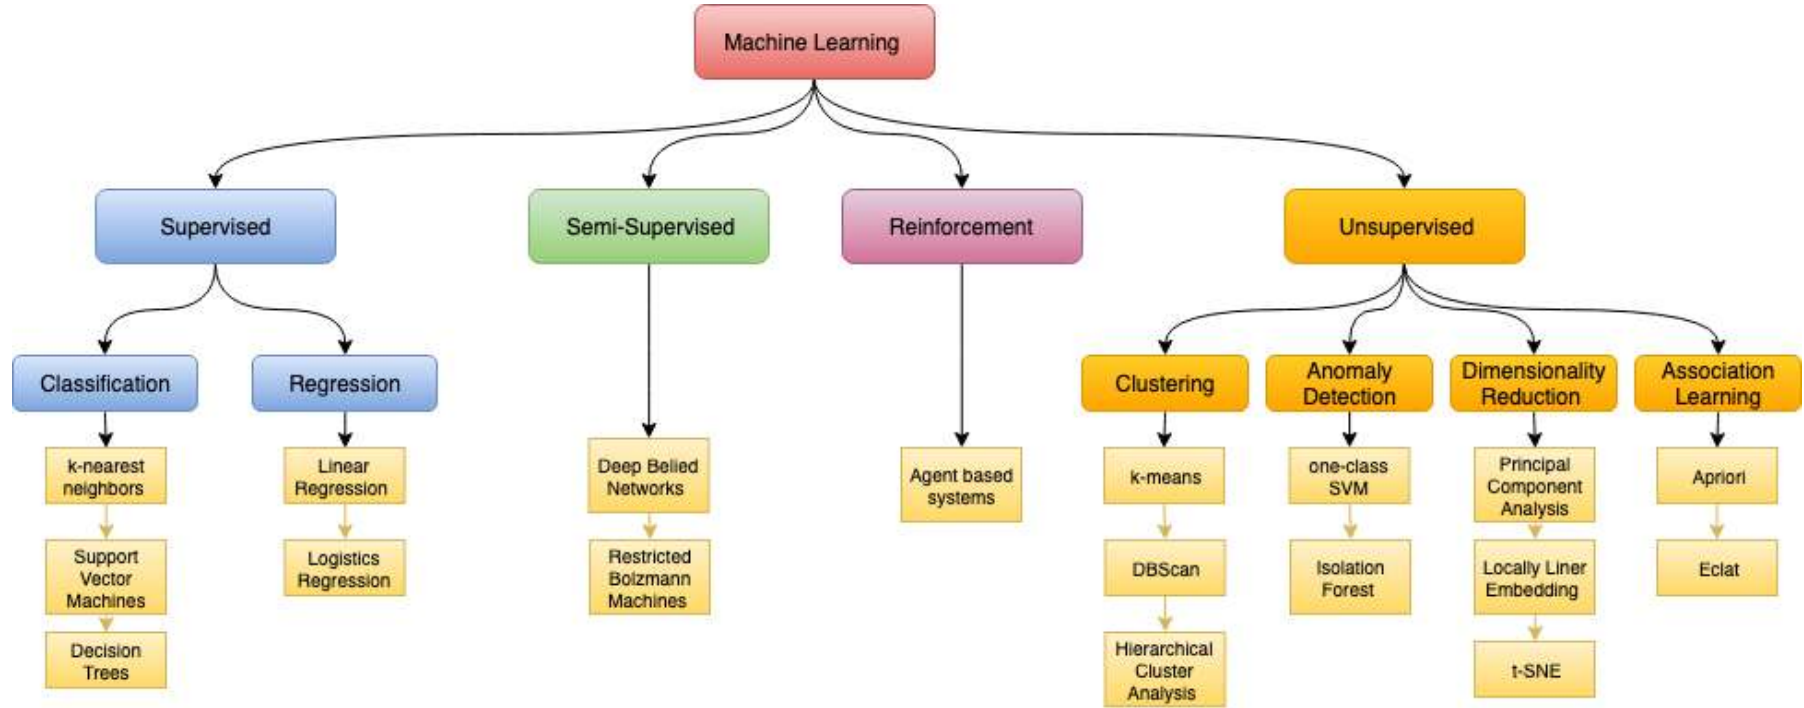 Machine Learning
Supervised
Semi-Supervised
Reinforcement
Unsupervised
Classification
Regression
Clustering
Anomaly
Detection
Dimensionality
Reduction
Association
Learning
k-nearest
neighbors
Linear
Regression
Deep Belied
Networks
Agent based
systems
k-means
one-class
SVM
Principal
Component
Analysis
Apriori
Support
Vector
Machines
Logistics
Regression
Restricted
Bolzmann
Machines
DBScan
Isolation
Forest
Locally Liner
Embedding
Eclat
Decision
Trees
Hierarchical
Cluster
Analysis
t-SNE